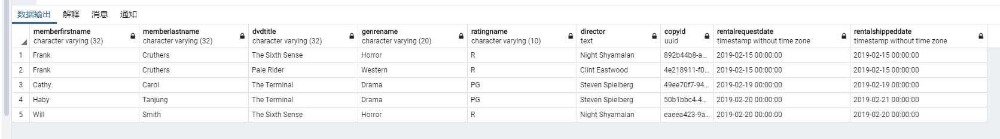 数据输出 解释 消息 通知
memberfirstname memberlastname dvdtitle genrename ratingname director copyid rentalrequestdate rentalshippeddate
character varying (32) character varying (32) character varying (32) character varying (20) character varying (10) text uuid timestamp without time zone timestamp without time zone
1 Frank Cruthers The Sixth Sense Horror R Night Shyamalan 892b44b8-a... 2019-02-15 00:00:00 2019-02-15 00:00:00
2 Frank Cruthers Pale Rider Western R Clint Eastwood 4e218911-f0... 2019-02-15 00:00:00 2019-02-15 00:00:00
3 Cathy Carol The Terminal Drama PG Steven Spielberg 49ee70f7-94... 2019-02-19 00:00:00 2019-02-19 00:00:00
4 Haby Tanjung The Terminal Drama PG Steven Spielberg 50b1bbc4-4... 2019-02-20 00:00:00 2019-02-21 00:00:00
5 Will Smith The Sixth Sense Horror R Night Shyamalan eaeea423-9a... 2019-02-20 00:00:00 2019-02-20 00:00:00